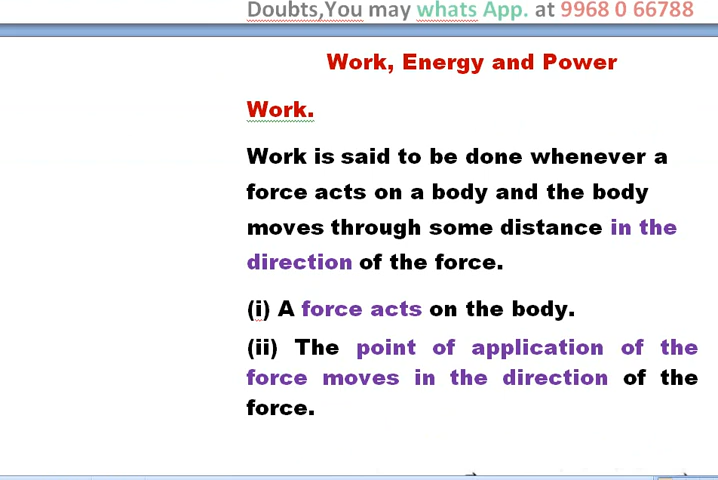 Doubts,You may whats App. at 9968 0 66788
Work, Energy and Power
Work.
Work is said to be done whenever a
force acts on a body and the body
moves through some distance in the
direction of the force.
(i) A force acts on the body.
(ii) The point of application of the
force moves in the direction of the
force.